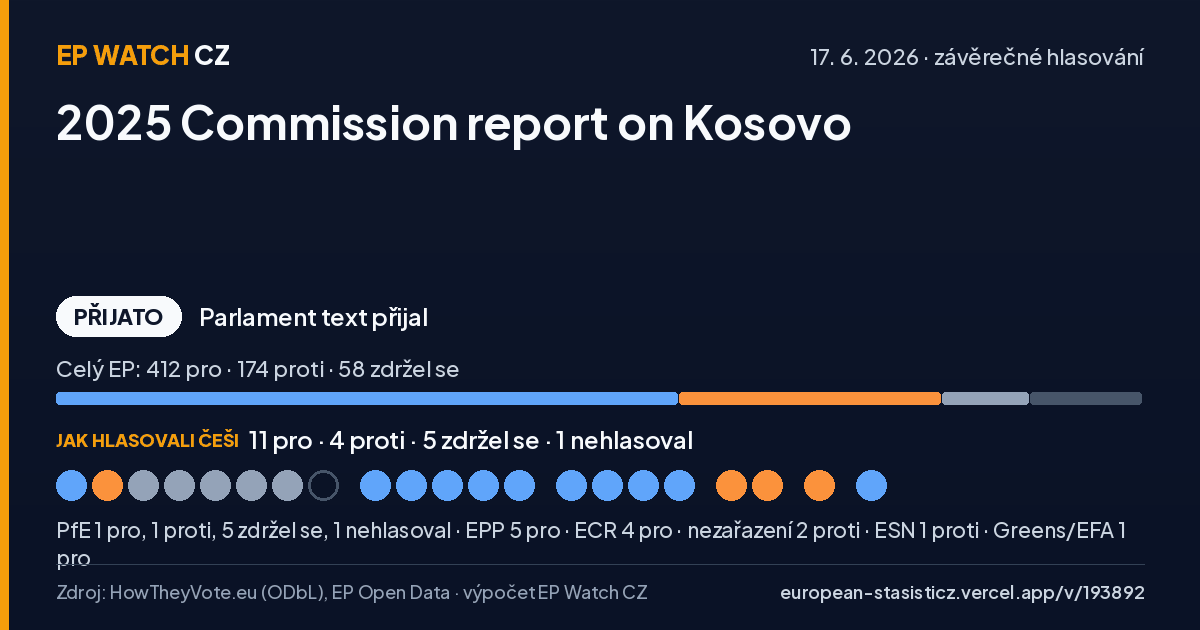 EP WATCH CZ
17. 6. 2026 · závěrečné hlasování
2025 Commission report on Kosovo
PŘIJATO Parlament text přijal
Celý EP: 412 pro · 174 proti · 58 zdržel se
JAK HLASOVALI ČEŠI 11 pro · 4 proti · 5 zdržel se · 1 nehlasoval
PfE 1 pro, 1 proti, 5 zdržel se, 1 nehlasoval · EPP 5 pro · ECR 4 pro · nezařazení 2 proti · ESN 1 proti · Greens/EFA 1
pro
Zdroj: HowTheyVote.eu (ODbL), EP Open Data · výpočet EP Watch CZ
european-stasisticz.vercel.app/v/193892